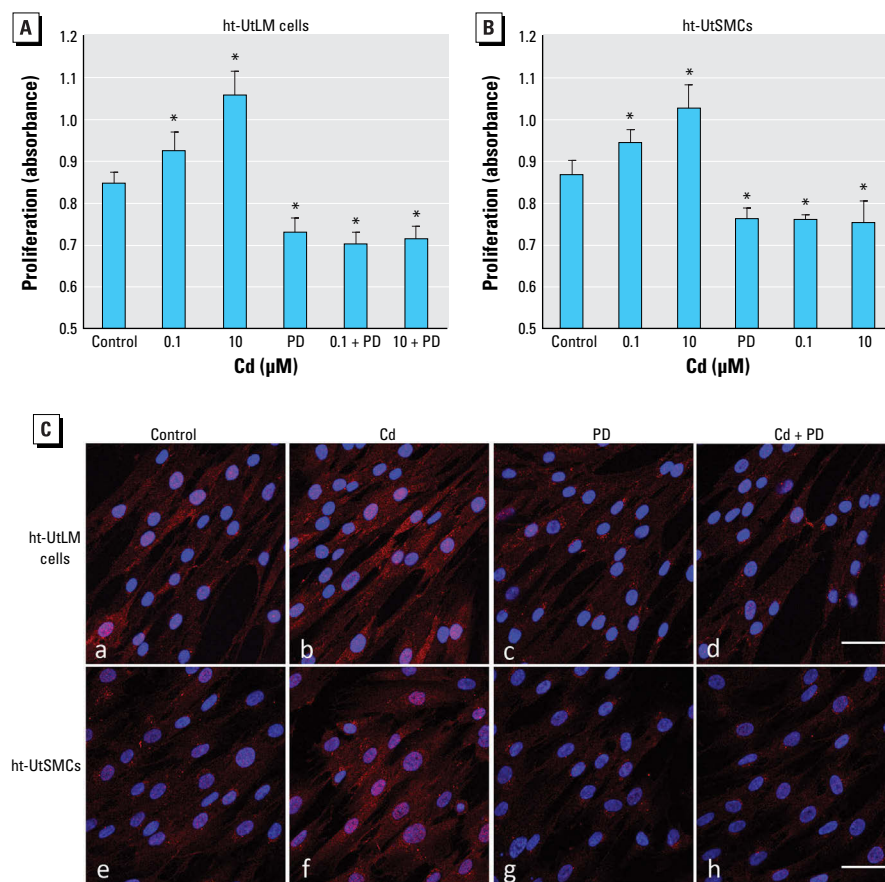 A
ht-UtLM cells
Proliferation (absorbance)
1.2
1.1
1.0
0.9
0.8
0.7
0.6
0.5
* * * * *
Control 0.1 10 PD 0.1 + PD 10 + PD
Cd (µM)
B
ht-UtSMCs
Proliferation (absorbance)
1.2
1.1
1.0
0.9
0.8
0.7
0.6
0.5
* * * * *
Control 0.1 10 PD 0.1 10
Cd (µM)
C
Control Cd PD Cd + PD
ht-UtLM
cells
a b c d
ht-UtSMCs
e f g h